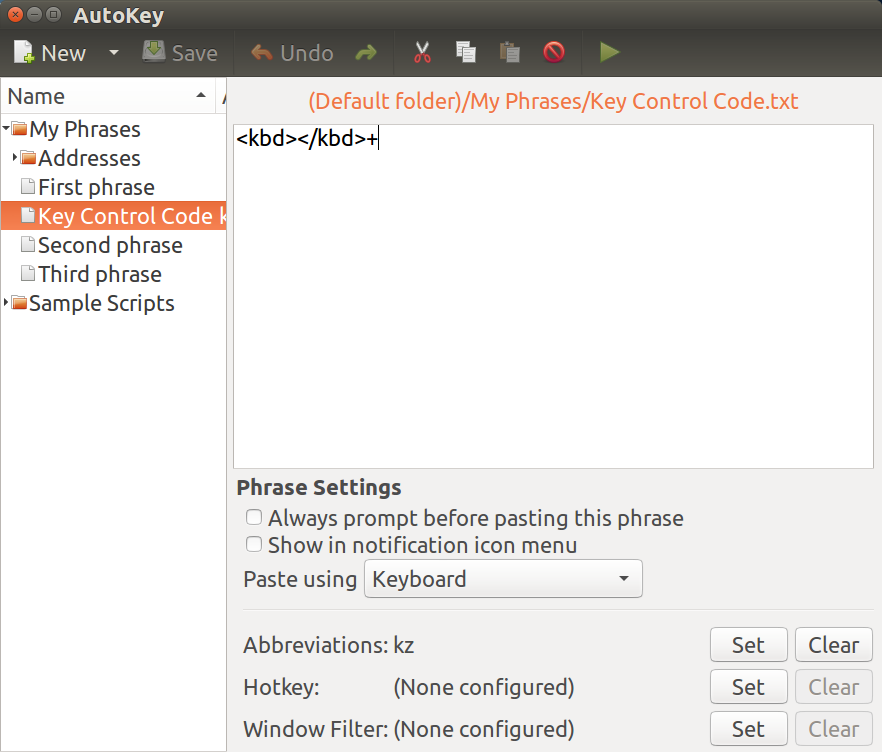 AutoKey
New Save Undo
Name
(Default folder)/My Phrases/Key Control Code.txt
My Phrases
Addresses
First phrase
Key Control Code k
Second phrase
Third phrase
Sample Scripts
<kbd></kbd>+
Phrase Settings
Always prompt before pasting this phrase
Show in notification icon menu
Paste using Keyboard
Abbreviations: kz Set Clear
Hotkey: (None configured) Set Clear
Window Filter: (None configured) Set Clear